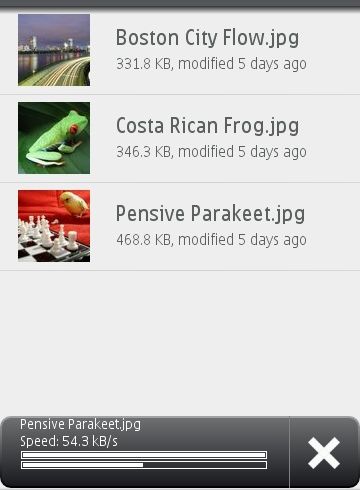 Boston City Flow.jpg
331.8 KB, modified 5 days ago
Costa Rican Frog.jpg
346.3 KB, modified 5 days ago
Pensive Parakeet.jpg
468.8 KB, modified 5 days ago
Pensive Parakeet.jpg
Speed: 54.3 kB/s